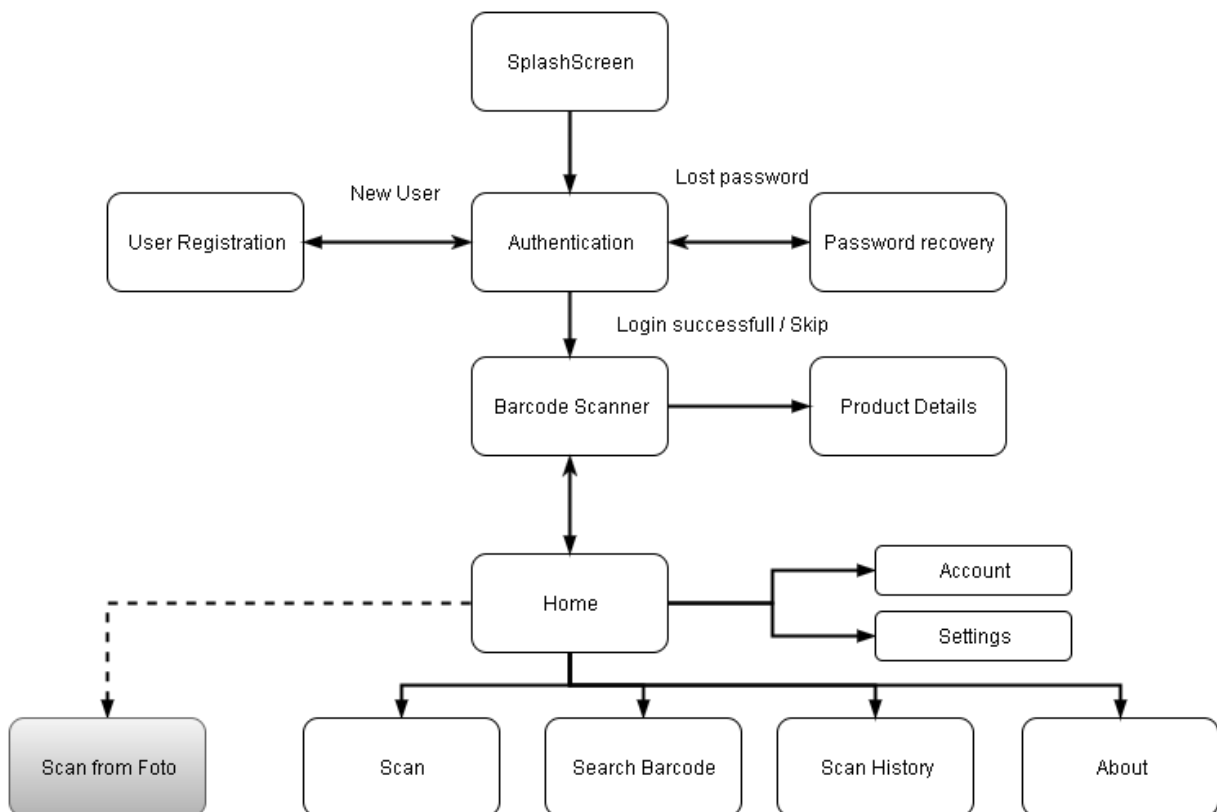 SplashScreen
New User
Lost password
User Registration
Authentication
Password recovery
Login successfull / Skip
Barcode Scanner
Product Details
Account
Home
Settings
Scan from Foto
Scan
Search Barcode
Scan History
About